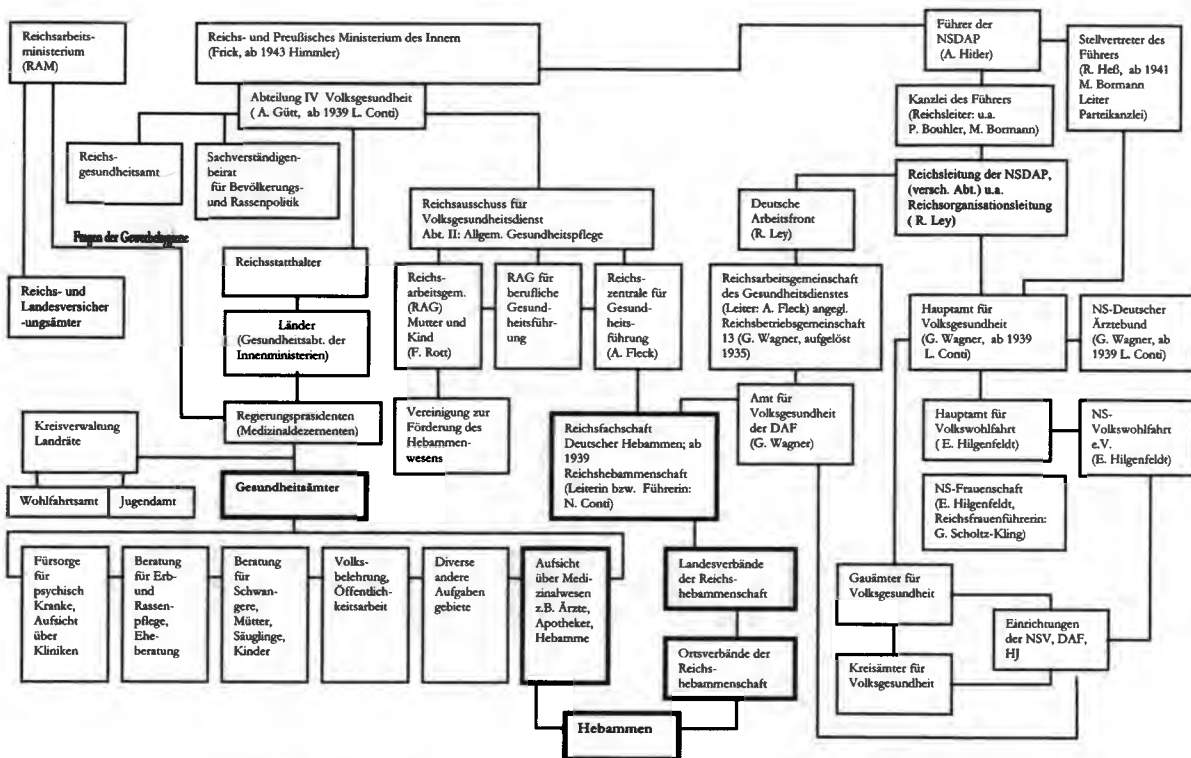 Reichsarbeits-
ministerium
(RAM)
Reichs- und Preußisches Ministerium des Innern
(Frick, ab 1943 Himmler)
Führer der
NSDAP
(A. Hitler)
Stellvertreter des
Führers
(R. Heß, ab 1941
M. Bormann
Leiter
Parteikanzlei)
Abteilung IV Volksgesundheit
( A. Gütt, ab 1939 L. Conti)
Kanzlei des Führers
(Reichsleiter: u.a.
P. Bouhler, M. Bormann)
Reichs-
gesundheitsamt
Sachverständigen-
beirat
für Bevölkerungs-
und Rassenpolitik
Reichsausschuss für
Volksgesundheitsdienst
Abt. II: Allgem. Gesundheitspflege
Deutsche
Arbeitsfront
(R. Ley)
Reichsleitung der NSDAP,
(versch. Abt.) u.a.
Reichsorganisationsleitung
( R. Ley)
Fragen der Gewerbehygiene
Reichsstatthalter
Reichs- und
Landesversicher
-ungsämter
Reichs-
arbeitsgem.
(RAG)
Mutter und
Kind
(F. Rott)
RAG für
berufliche
Gesund-
heitsfüh-
rung
Reichs-
zentrale für
Gesund-
heits-
führung
(A. Fleck)
Reichsarbeitsgemeinschaft
des Gesundheitsdienstes
(Leiter: A. Fleck) angegl.
Reichsbetriebsgemeinschaft
13 (G. Wagner, aufgelöst
1935)
Hauptamt für
Volksgesundheit
(G. Wagner, ab 1939
L. Conti)
NS-Deutscher
Ärztebund
(G. Wagner, ab
1939 L. Conti)
Länder
(Gesundheitsabt. der
Innenministerien)
Kreisverwaltung
Landräte
Regierungspräsidenten
(Medizinaldezernenten)
Vereinigung zur
Förderung des
Hebammen-
wesens
Reichsfachschaft
Deutscher Hebammen; ab
1939
Reichshebammenschaft
(Leiterin bzw. Führerin:
N. Conti)
Amt für
Volksgesundheit
der DAF
(G. Wagner)
Hauptamt für
Volkswohlfahrt
( E. Hilgenfeldt)
NS-
Volkswohlfahrt
e.V.
(E. Hilgenfeldt)
Wohlfahrtsamt
Jugendamt
Gesundheitsämter
NS-Frauenschaft
(E. Hilgenfeldt,
Reichsfrauenführerin:
G. Scholtz-Kling)
Fürsorge
für
psychisch
Kranke,
Aufsicht
über
Kliniken
Beratung
für Erb-
und
Rassen-
pflege,
Ehe-
beratung
Beratung
für
Schwan-
gere,
Mütter,
Säuglinge,
Kinder
Volks-
belehrung,
Öffentlich-
keitsarbeit
Diverse
andere
Aufgaben
gebiete
Aufsicht
über Medi-
zinalwesen
z.B. Ärzte,
Apotheker,
Hebamme
Landesverbände
der Reichs-
hebammenschaft
Gauämter für
Volksgesundheit
Einrichtungen
der NSV, DAF,
HJ
Ortsverbände der
Reichs-
hebammenschaft
Kreisämter für
Volksgesundheit
Hebammen